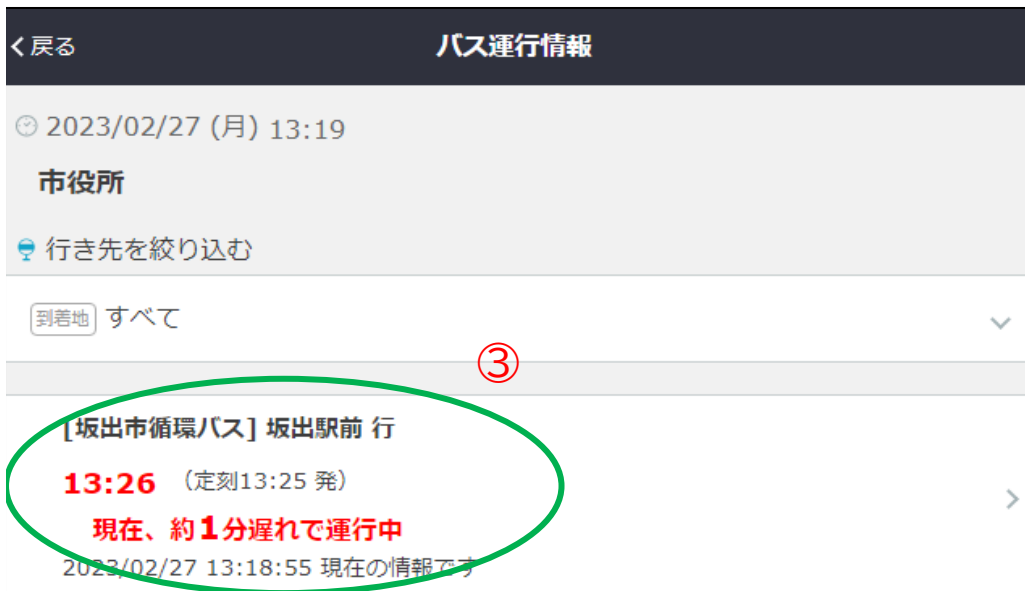 戻る
バス運行情報
2023/02/27 (月) 13:19
市役所
行き先を絞り込む
到着地 すべて
③
[坂出市循環バス] 坂出駅前 行
13:26 （定刻13:25 発）
現在、約1分遅れで運行中
2023/02/27 13:18:55 現在の情報です